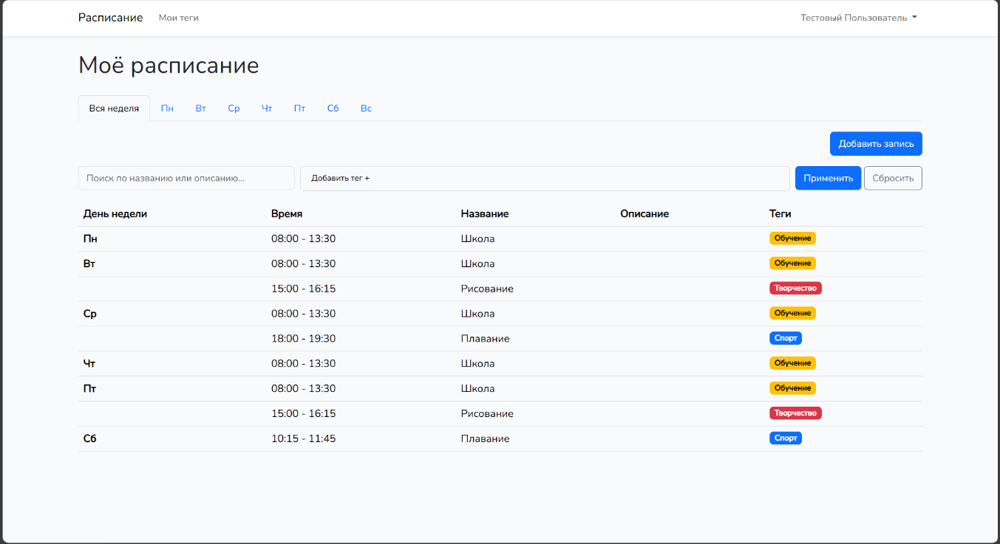 Расписание Мои теги Тестовый Пользователь
Моё расписание
Вся неделя Пн Вт Ср Чт Пт Сб Вс
Добавить запись
Поиск по названию или описанию... Добавить тег + Применить Сбросить
День недели Время Название Описание Теги
Пн 08:00 - 13:30 Школа Обучение
Вт 08:00 - 13:30 Школа Обучение
15:00 - 16:15 Рисование Творчество
Ср 08:00 - 13:30 Школа Обучение
18:00 - 19:30 Плавание Спорт
Чт 08:00 - 13:30 Школа Обучение
Пт 08:00 - 13:30 Школа Обучение
15:00 - 16:15 Рисование Творчество
Сб 10:15 - 11:45 Плавание Спорт